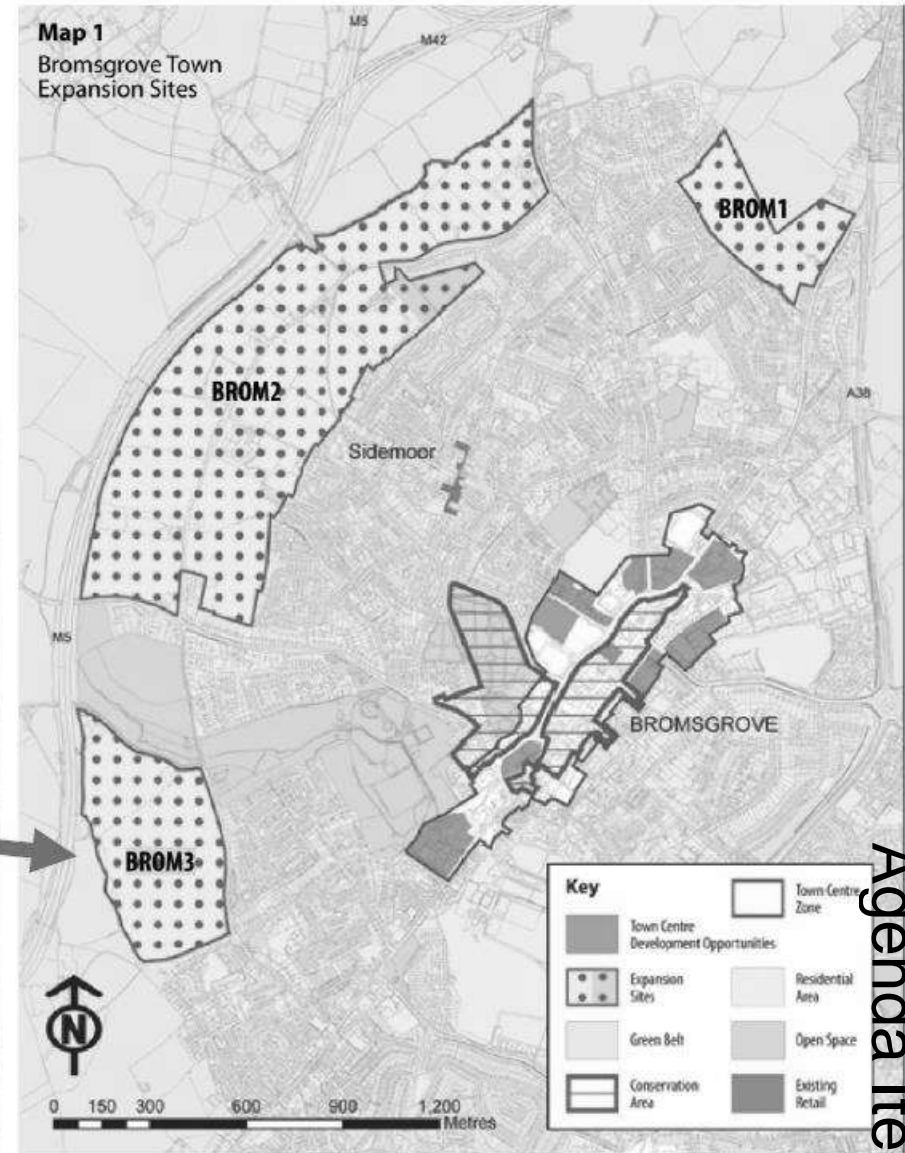 Map 1
Bromsgrove Town
Expansion Sites
M5
M42
BROM1
BROM2
A38
Sidemoor
M5
BROMSGROVE
BROM3
Key
Town Centre
Zone
Town Centre
Development Opportunities
Expansion
Sites
Residential
Area
Green Belt
Open Space
Conservation
Area
Existing
Retail
N
0 150 300 600 900 1,200
Metres
Agenda Ite